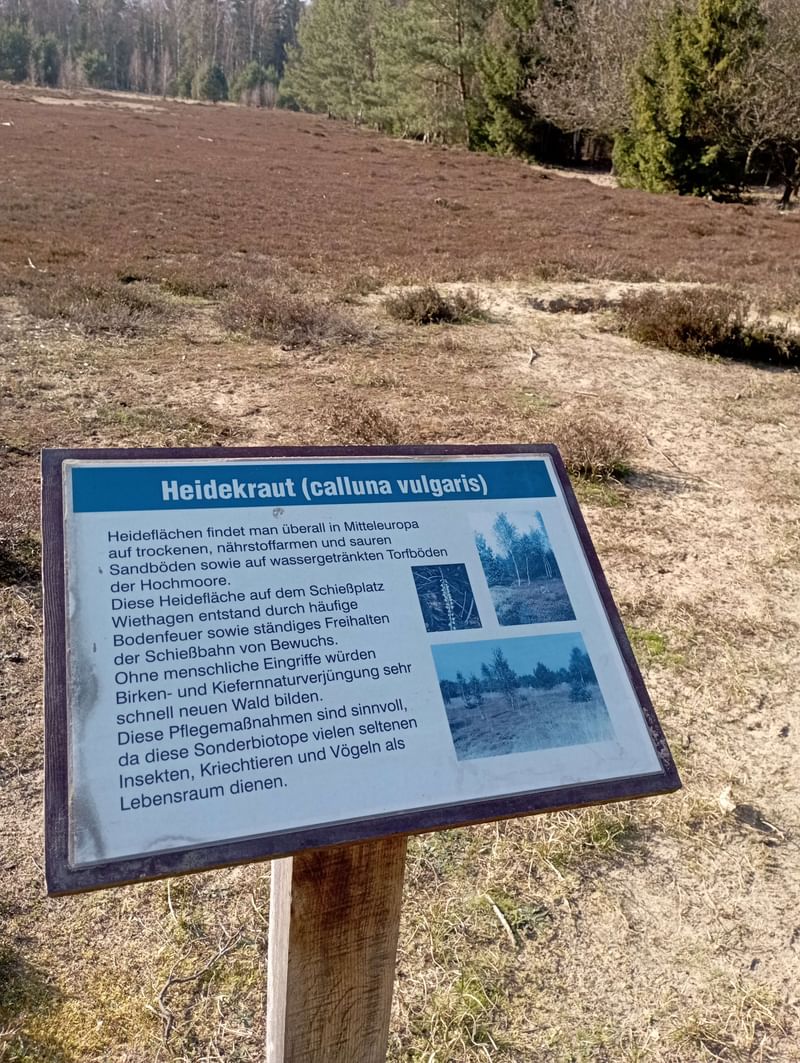 Heidekraut (calluna vulgaris)
Heideflächen findet man überall in Mitteleuropa
auf trockenen, nährstoffarmen und sauren
Sandböden sowie auf wassergetränkten Torfböden
der Hochmoore.
Diese Heidefläche auf dem Schießplatz
Wiethagen entstand durch häufige
Bodenfeuer sowie ständiges Freihalten
der Schießbahn von Bewuchs.
Ohne menschliche Eingriffe würden
Birken- und Kiefernnaturverjüngung sehr
schnell neuen Wald bilden.
Diese Pflegemaßnahmen sind sinnvoll,
da diese Sonderbiotope vielen seltenen
Insekten, Kriechtieren und Vögeln als
Lebensraum dienen.